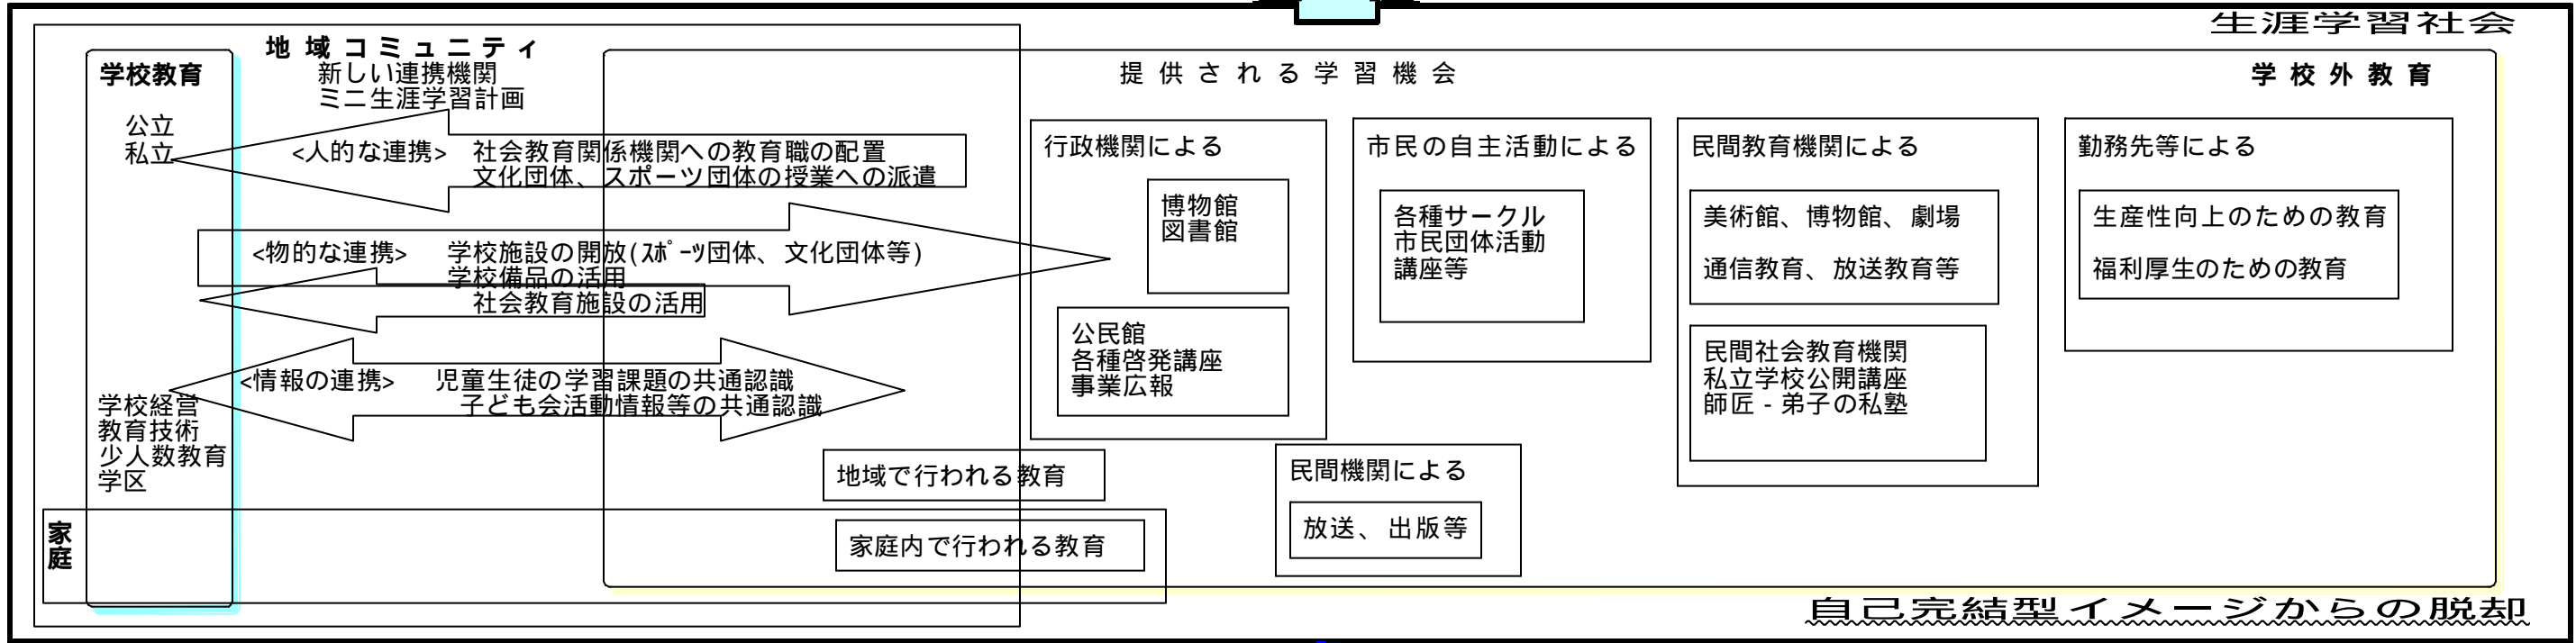 生涯学習社会
地域コミュニティ
新しい連携機関
ミニ生涯学習計画
学校教育
公立
私立
<人的な連携> 社会教育関係機関への教育職の配置
文化団体、スポーツ団体の授業への派遣
<物的な連携> 学校施設の開放(ｽﾎﾟｰﾂ団体、文化団体等)
学校備品の活用
社会教育施設の活用
<情報の連携> 児童生徒の学習課題の共通認識
子ども会活動情報等の共通認識
学校経営
教育技術
少人数教育
学区
家庭
地域で行われる教育
家庭内で行われる教育
提供される学習機会
学校外教育
行政機関による
博物館
図書館
公民館
各種啓発講座
事業広報
市民の自主活動による
各種サークル
市民団体活動
講座等
民間機関による
放送、出版等
民間教育機関による
美術館、博物館、劇場
通信教育、放送教育等
民間社会教育機関
私立学校公開講座
師匠‐弟子の私塾
勤務先等による
生産性向上のための教育
福利厚生のための教育
自己完結型イメージからの脱却